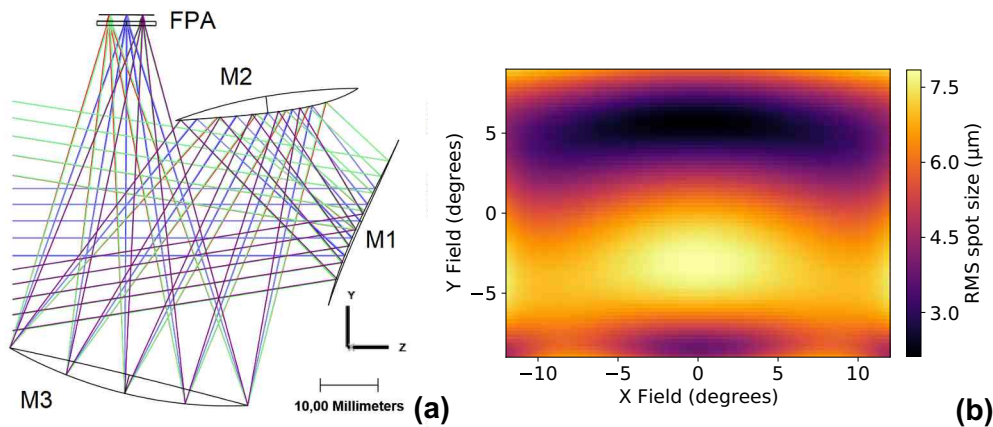 FPA
M2
M1
M3
Y
Z
10,00 Millimeters
(a)
Y Field (degrees)
5
0
−5
−10
−5
0
5
10
X Field (degrees)
7.5
6.0
4.5
3.0
RMS spot size (μm)
(b)